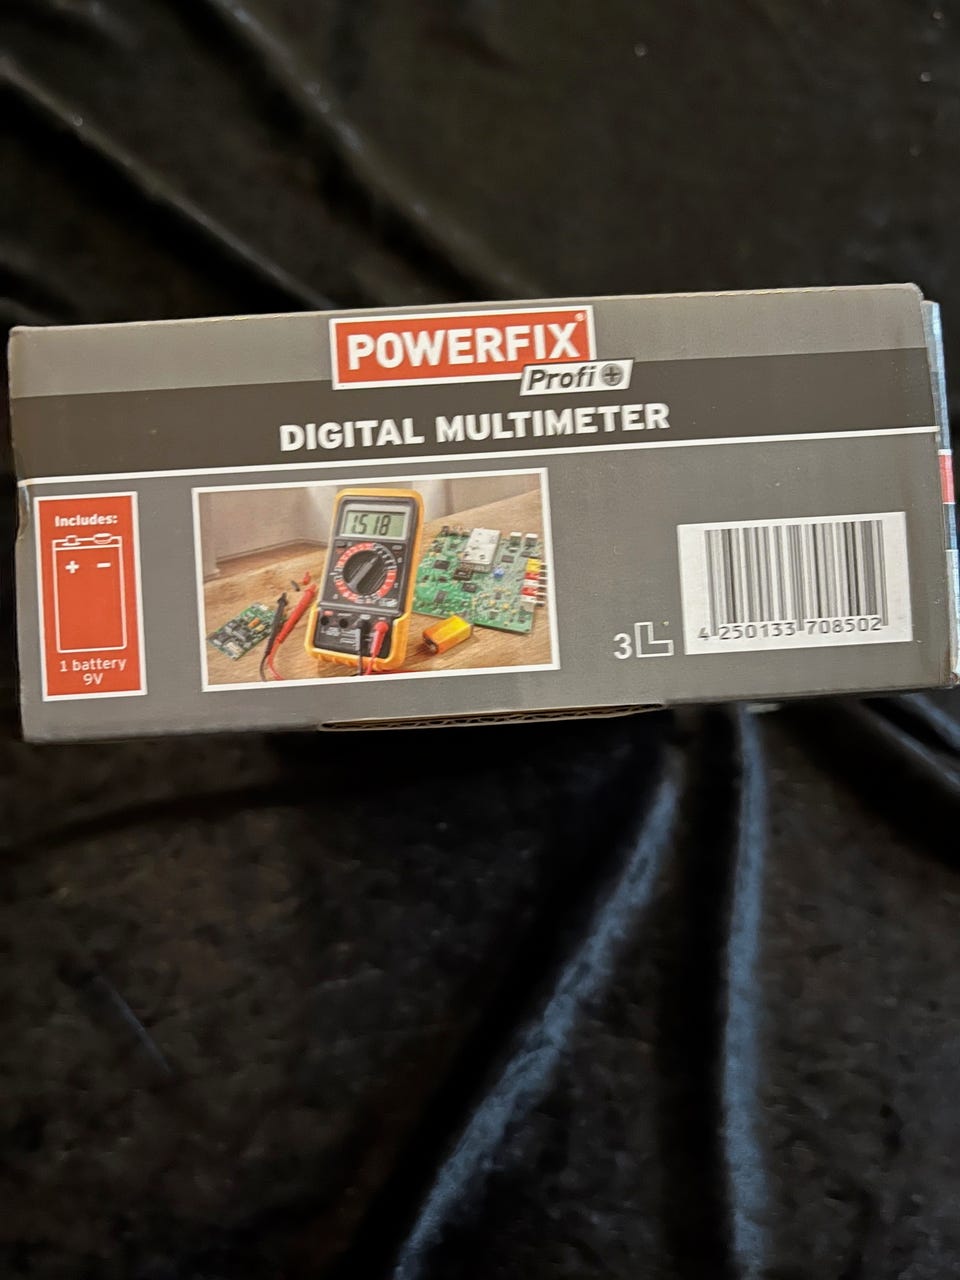 POWERFIX®
Profi+
DIGITAL MULTIMETER
Includes:
+ −
1 battery
9V
1.518
3
4 250133 708502